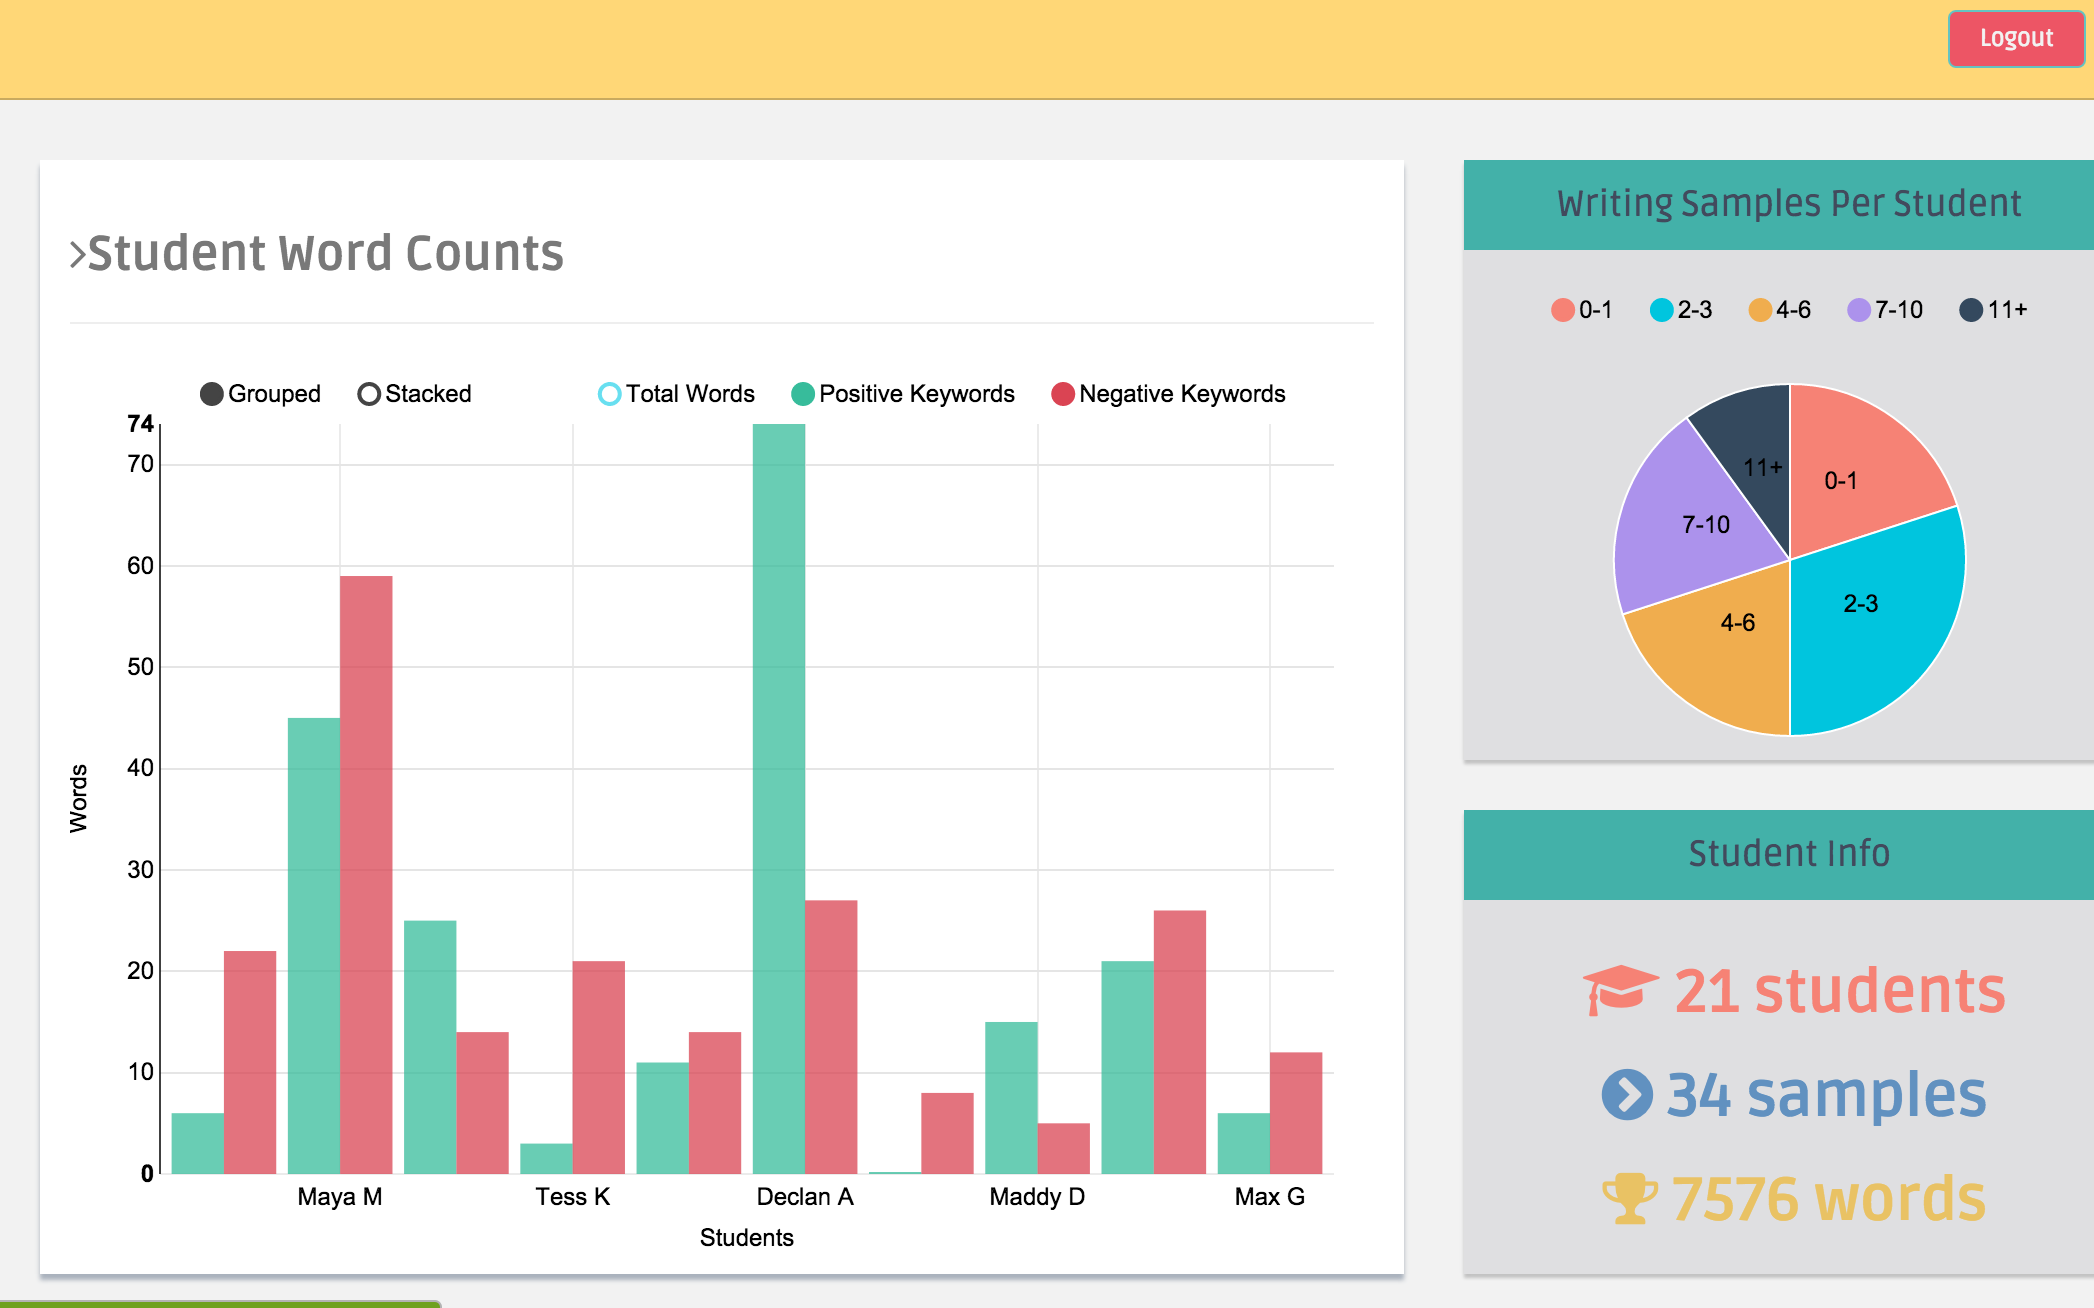 Logout
>Student Word Counts
Grouped Stacked Total Words Positive Keywords Negative Keywords
74
70
60
50
40
30
20
10
0
Words
Maya M Tess K Declan A Maddy D Max G
Students
Writing Samples Per Student
0-1 2-3 4-6 7-10 11+
11+
0-1
7-10
2-3
4-6
Student Info
21 students
34 samples
7576 words